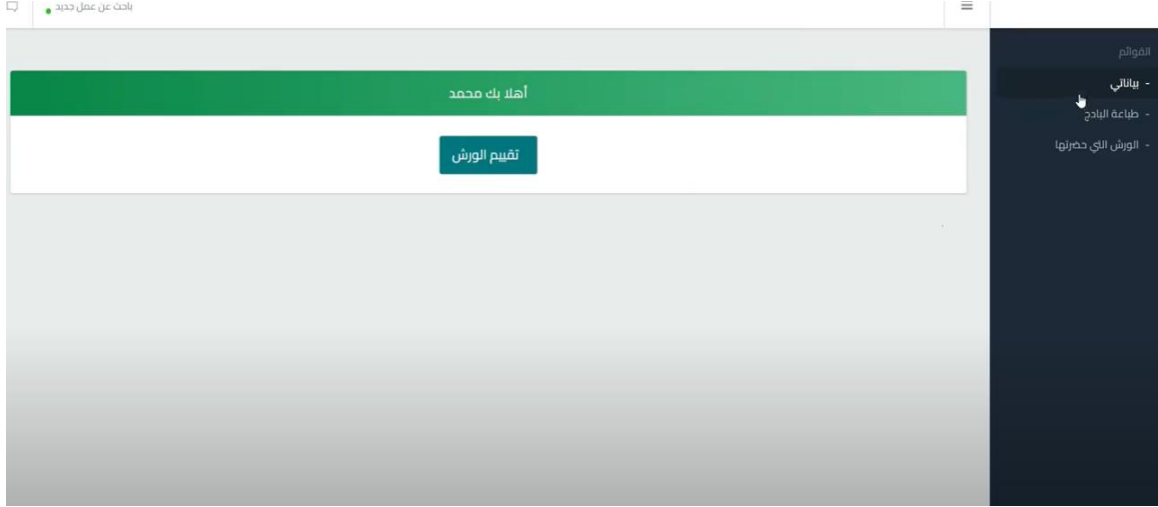 باحث عن عمل جديد
القوائم
- بياناتي
- طباعة البادج
- الورش التي حضرتها
أهلا بك محمد
تقييم الورش